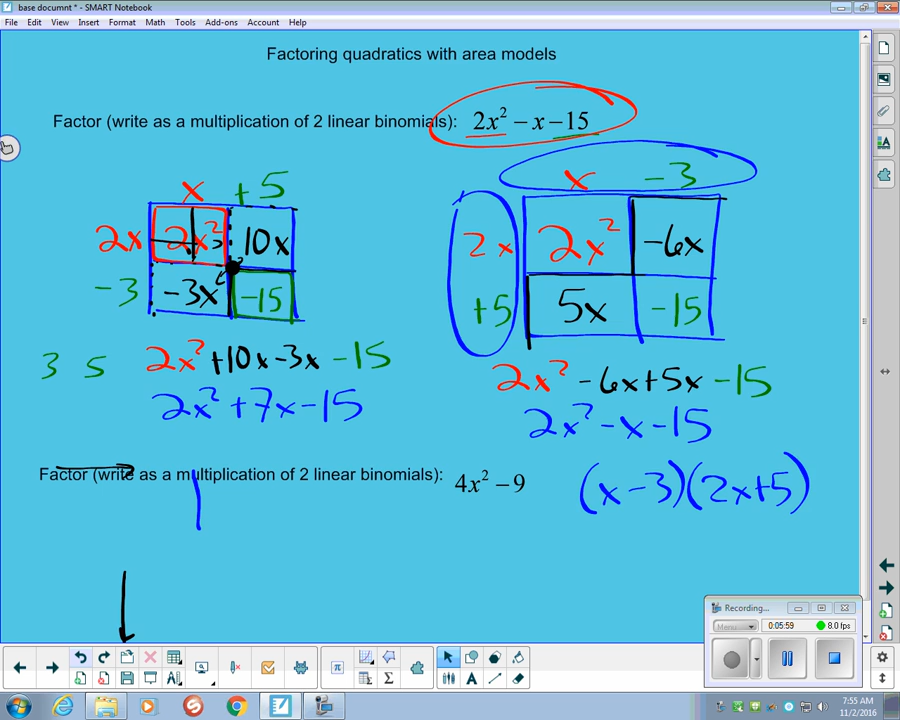 base documnt * - SMART Notebook
File Edit View Insert Format Math Tools Add-ons Account Help
Factoring quadratics with area models
Factor (write as a multiplication of 2 linear binomials): 2x² − x − 15
x +5
2x 2x² 10x
-3 -3x -15
3 5 2x² +10x -3x -15
2x² +7x -15
x -3
2x 2x² -6x
+5 5x -15
2x² -6x +5x -15
2x² -x -15
(x-3)(2x+5)
Factor (write as a multiplication of 2 linear binomials): 4x² − 9
Recording...
Menu
0:05:59 8.0 fps
7:55 AM
11/2/2016